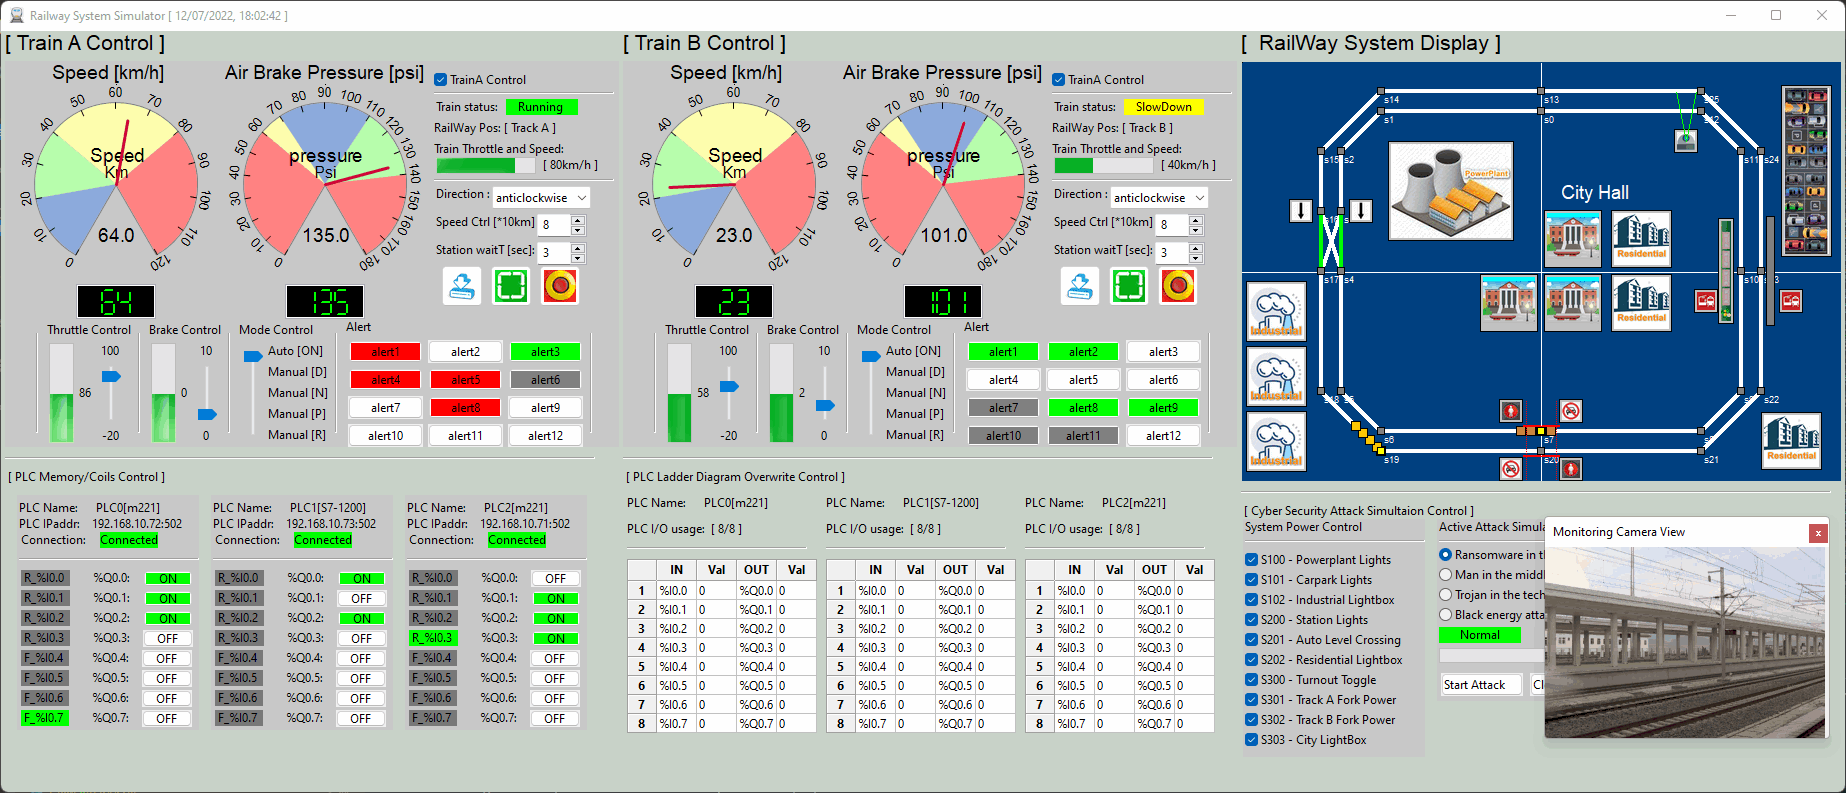 Railway System Simulator [ 12/07/2022, 18:02:42 ]
[ Train A Control ]
Speed [km/h]
Air Brake Pressure [psi]
TrainA Control
Train status: Running
RailWay Pos: [ Track A ]
Train Throttle and Speed:
[ 80km/h ]
Direction : anticlockwise
Speed Ctrl [*10km] 8
Station waitT [sec]: 3
0 10 20 30 40 50 60 70 80 90 100 110 120
Speed
Km
64.0
0 60 70 80 90 100 110 120 130 140 150 160 170 180
pressure
Psi
135.0
64
135
Throttle Control
100
86
-20
Brake Control
10
0
0
Mode Control
Auto [ON]
Manual [D]
Manual [N]
Manual [P]
Manual [R]
Alert
alert1 alert2 alert3
alert4 alert5 alert6
alert7 alert8 alert9
alert10 alert11 alert12
[ Train B Control ]
Speed [km/h]
Air Brake Pressure [psi]
TrainA Control
Train status: SlowDown
RailWay Pos: [ Track B ]
Train Throttle and Speed:
[ 40km/h ]
Direction : anticlockwise
Speed Ctrl [*10km] 8
Station waitT [sec]: 3
0 10 20 30 40 50 60 70 80 90 100 110 120
Speed
Km
23.0
0 60 70 80 90 100 110 120 130 140 150 160 170 180
pressure
Psi
101.0
23
101
Throttle Control
100
58
-20
Brake Control
10
2
0
Mode Control
Auto [ON]
Manual [D]
Manual [N]
Manual [P]
Manual [R]
Alert
alert1 alert2 alert3
alert4 alert5 alert6
alert7 alert8 alert9
alert10 alert11 alert12
[ RailWay System Display ]
s14 s13
s1 s0 s12
s15 s2 s11 s24
PowerPlant
City Hall
Residential
s17 s4 s10
Industrial
Residential
Industrial
s18 s22
s6 s7
s19 s20 s21
Industrial
Residential
[ PLC Memory/Coils Control ]
PLC Name: PLC0[m221]
PLC IPaddr: 192.168.10.72:502
Connection: Connected
R_%I0.0 %Q0.0: ON
R_%I0.1 %Q0.1: ON
R_%I0.2 %Q0.2: ON
R_%I0.3 %Q0.3: OFF
F_%I0.4 %Q0.4: OFF
F_%I0.5 %Q0.5: OFF
F_%I0.6 %Q0.6: OFF
F_%I0.7 %Q0.7: OFF
PLC Name: PLC1[S7-1200]
PLC IPaddr: 192.168.10.73:502
Connection: Connected
R_%I0.0 %Q0.0: ON
R_%I0.1 %Q0.1: OFF
R_%I0.2 %Q0.2: ON
R_%I0.3 %Q0.3: OFF
F_%I0.4 %Q0.4: OFF
F_%I0.5 %Q0.5: OFF
F_%I0.6 %Q0.6: OFF
F_%I0.7 %Q0.7: OFF
PLC Name: PLC2[m221]
PLC IPaddr: 192.168.10.71:502
Connection: Connected
R_%I0.0 %Q0.0: OFF
R_%I0.1 %Q0.1: ON
R_%I0.2 %Q0.2: ON
R_%I0.3 %Q0.3: ON
F_%I0.4 %Q0.4: OFF
F_%I0.5 %Q0.5: OFF
F_%I0.6 %Q0.6: OFF
F_%I0.7 %Q0.7: OFF
[ PLC Ladder Diagram Overwrite Control ]
PLC Name: PLC0[m221]
PLC I/O usage: [ 8/8 ]
IN Val OUT Val
1 %I0.0 0 %Q0.0 0
2 %I0.1 0 %Q0.1 0
3 %I0.2 0 %Q0.2 0
4 %I0.3 0 %Q0.3 0
5 %I0.4 0 %Q0.4 0
6 %I0.5 0 %Q0.5 0
7 %I0.6 0 %Q0.6 0
8 %I0.7 0 %Q0.7 0
PLC Name: PLC1[S7-1200]
PLC I/O usage: [ 8/8 ]
IN Val OUT Val
1 %I0.0 0 %Q0.0 0
2 %I0.1 0 %Q0.1 0
3 %I0.2 0 %Q0.2 0
4 %I0.3 0 %Q0.3 0
5 %I0.4 0 %Q0.4 0
6 %I0.5 0 %Q0.5 0
7 %I0.6 0 %Q0.6 0
8 %I0.7 0 %Q0.7 0
PLC Name: PLC2[m221]
PLC I/O usage: [ 8/8 ]
IN Val OUT Val
1 %I0.0 0 %Q0.0 0
2 %I0.1 0 %Q0.1 0
3 %I0.2 0 %Q0.2 0
4 %I0.3 0 %Q0.3 0
5 %I0.4 0 %Q0.4 0
6 %I0.5 0 %Q0.5 0
7 %I0.6 0 %Q0.6 0
8 %I0.7 0 %Q0.7 0
[ Cyber Security Attack Simultaion Control ]
System Power Control
S100 - Powerplant Lights
S101 - Carpark Lights
S102 - Industrial Lightbox
S200 - Station Lights
S201 - Auto Level Crossing
S202 - Residential Lightbox
S300 - Turnout Toggle
S301 - Track A Fork Power
S302 - Track B Fork Power
S303 - City LightBox
Active Attack Simula
Ransomware in t
Man in the midd
Trojan in the tech
Black energy atta
Normal
Start Attack
Monitoring Camera View
x